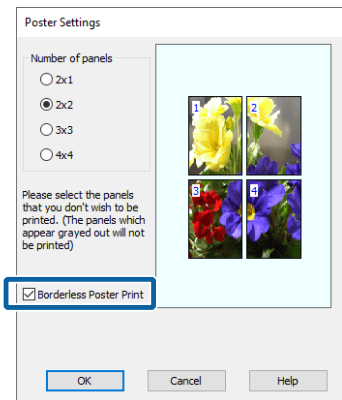 Poster Settings
Number of panels
2x1
2x2
3x3
4x4
1
2
3
4
Please select the panels
that you don't wish to be
printed. (The panels which
appear grayed out will not
be printed)
Borderless Poster Print
OK
Cancel
Help